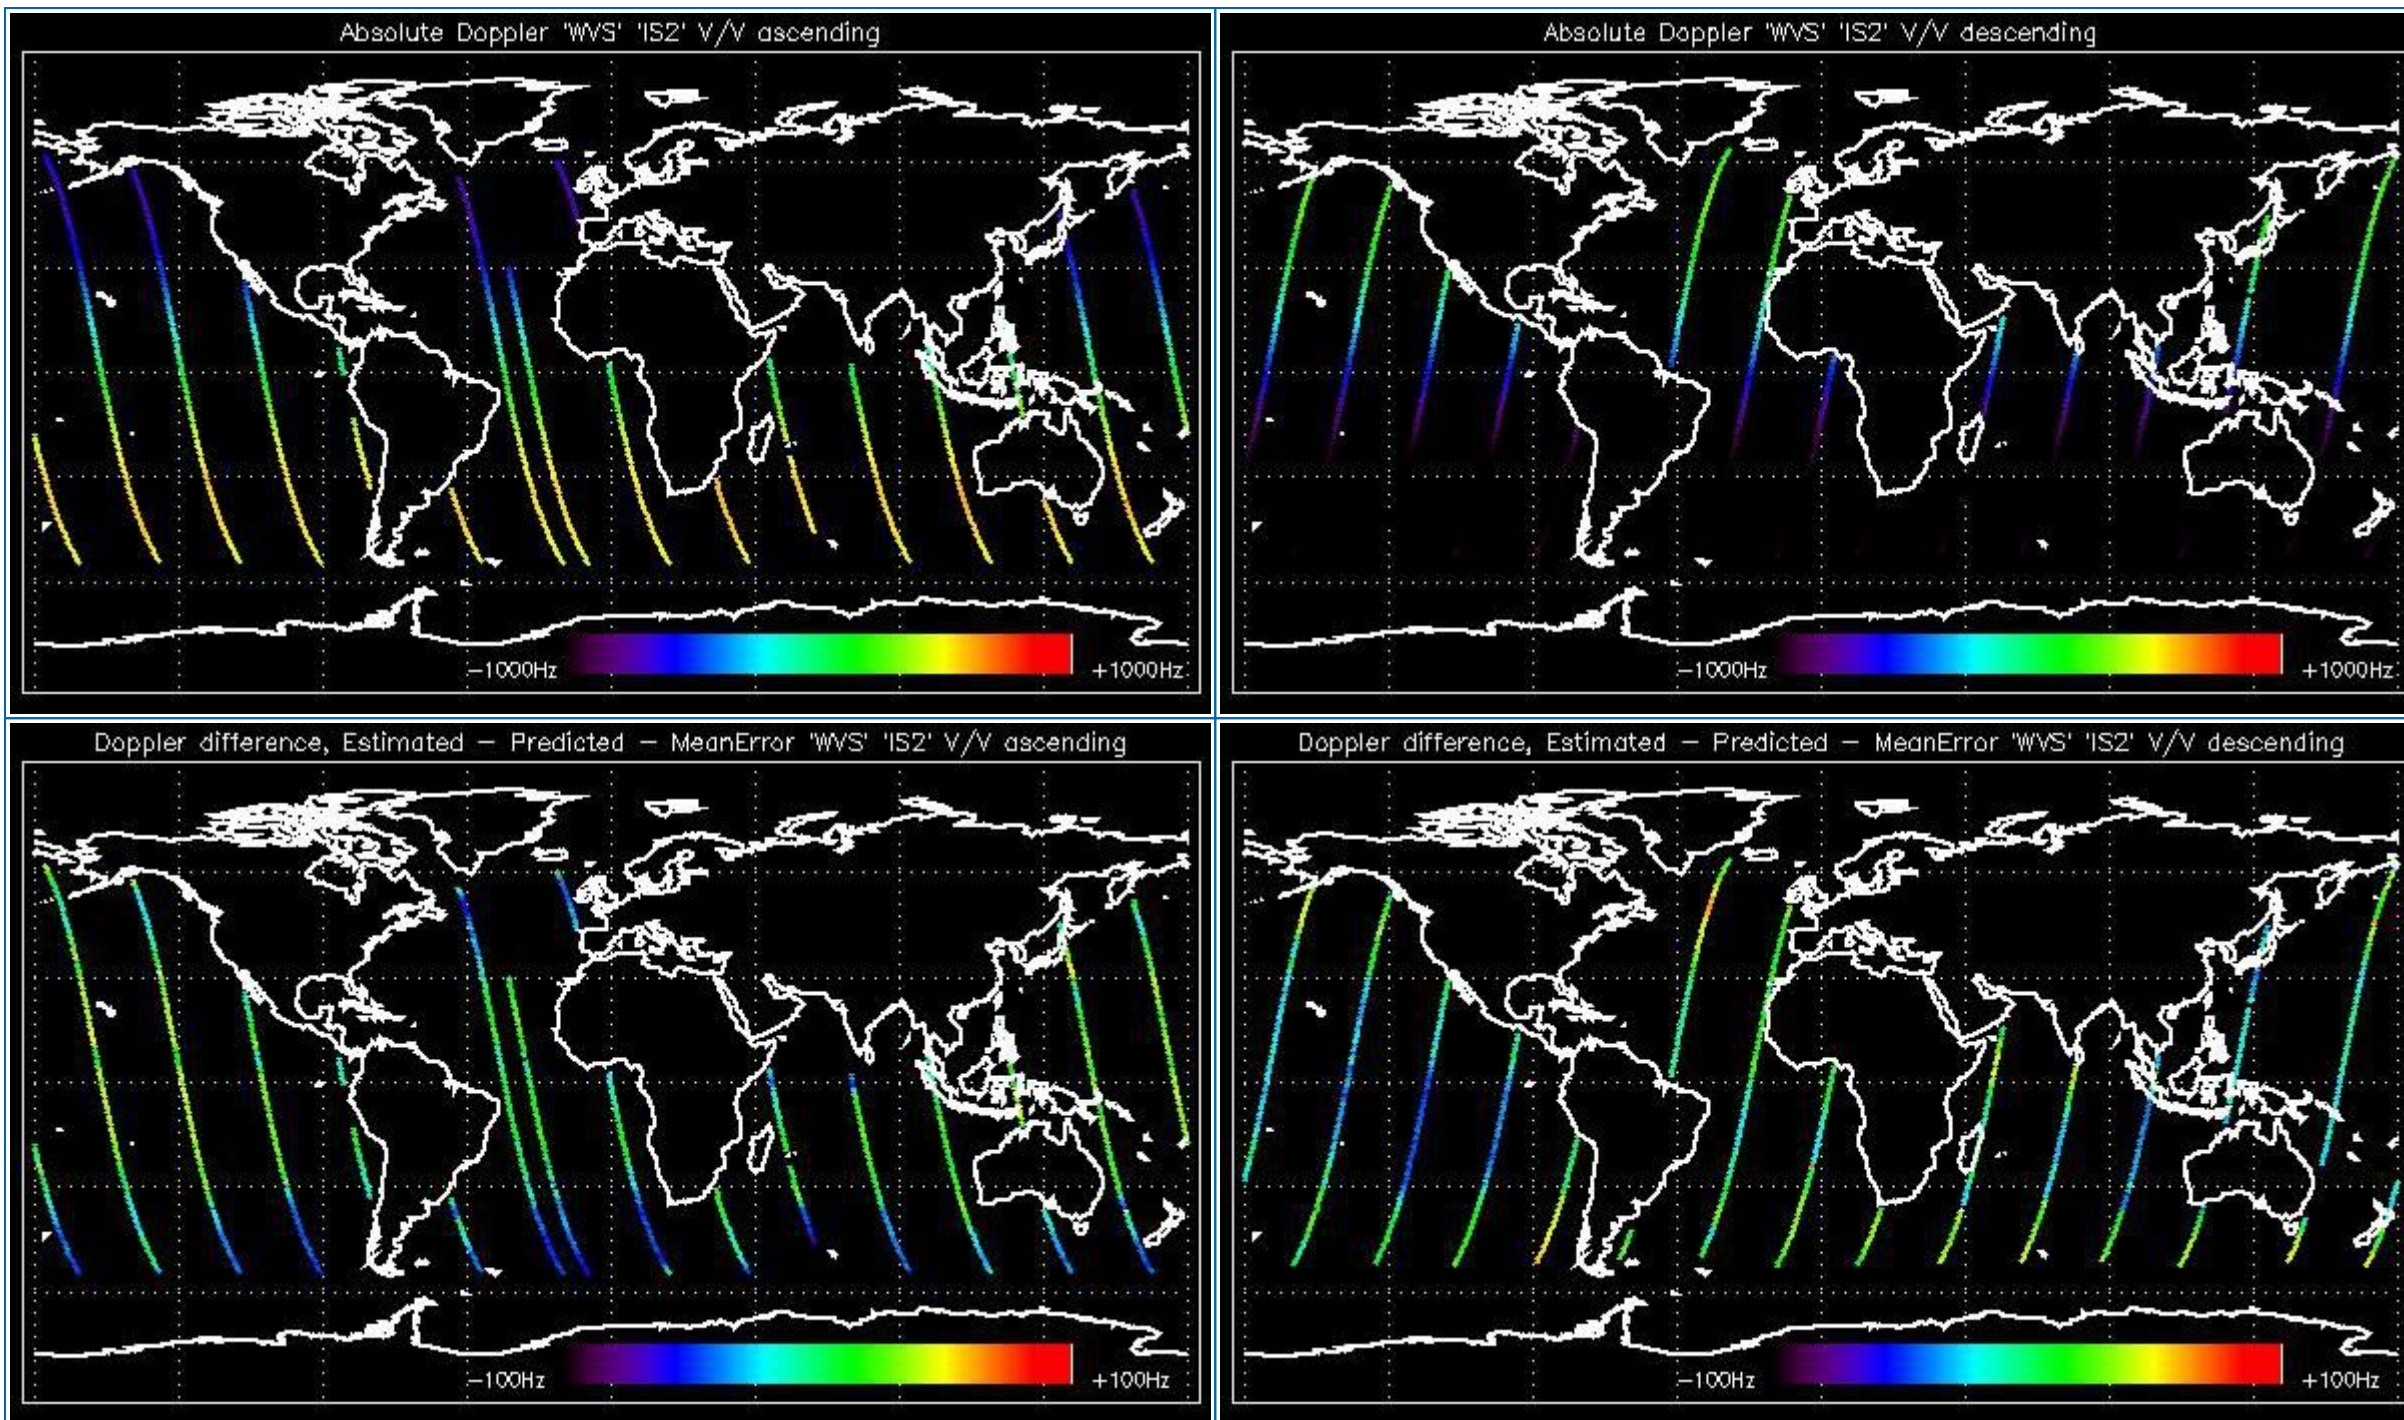 Absolute Doppler 'WVS' 'IS2' V/V ascending
-1000Hz
+1000Hz
Absolute Doppler 'WVS' 'IS2' V/V descending
-1000Hz
+1000Hz
Doppler difference, Estimated - Predicted - MeanError 'WVS' 'IS2' V/V ascending
-100Hz
+100Hz
Doppler difference, Estimated - Predicted - MeanError 'WVS' 'IS2' V/V descending
-100Hz
+100Hz